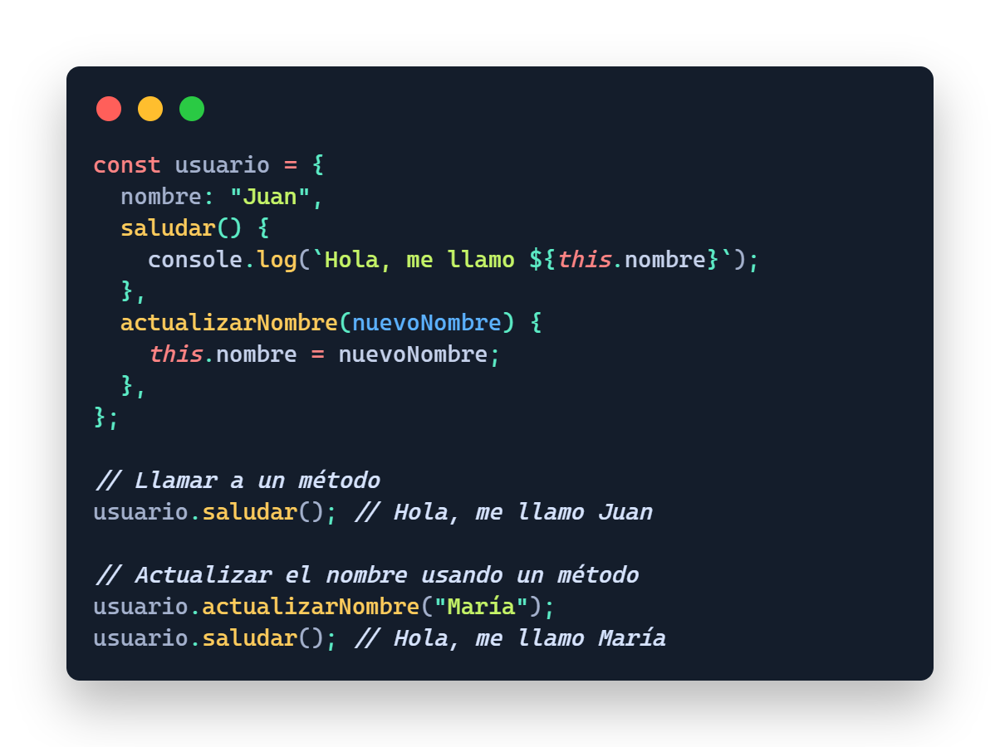 const usuario = {
  nombre: "Juan",
  saludar() {
    console.log(`Hola, me llamo ${this.nombre}`);
  },
  actualizarNombre(nuevoNombre) {
    this.nombre = nuevoNombre;
  },
};

// Llamar a un método
usuario.saludar(); // Hola, me llamo Juan

// Actualizar el nombre usando un método
usuario.actualizarNombre("María");
usuario.saludar(); // Hola, me llamo María